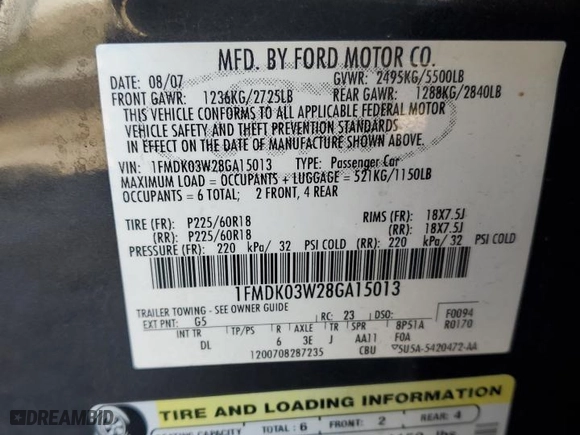 MFD. BY FORD MOTOR CO.
DATE: 08/07 GVWR: 2495KG/5500LB
FRONT GAWR: 1236KG/2725LB REAR GAWR: 1288KG/2840LB
THIS VEHICLE CONFORMS TO ALL APPLICABLE FEDERAL MOTOR
VEHICLE SAFETY AND THEFT PREVENTION STANDARDS
IN EFFECT ON THE DATE OF MANUFACTURE SHOWN ABOVE.
VIN: 1FMDK03W28GA15013 TYPE: Passenger Car
MAXIMUM LOAD = OCCUPANTS + LUGGAGE = 521KG/1150LB
OCCUPANTS = 6 TOTAL; 2 FRONT, 4 REAR
TIRE (FR): P225/60R18 RIMS (FR): 18X7.5J
(RR): P225/60R18 (RR): 18X7.5J
PRESSURE (FR): 220 kPa/ 32 PSI COLD (RR): 220 kPa/ 32 PSI COLD
1FMDK03W28GA15013
TRAILER TOWING - SEE OWNER GUIDE
EXT PNT: G5 RC: 23 DSO: F0094
INT TR TP/PS R AXLE TR SPR 8P51A R0170
DL 6 3E J AA11 F0A
1200708287235 CBU 5U5A-5420472-AA
TIRE AND LOADING INFORMATION
TOTAL: 6 FRONT: 2 REAR: 4
DREAMBID